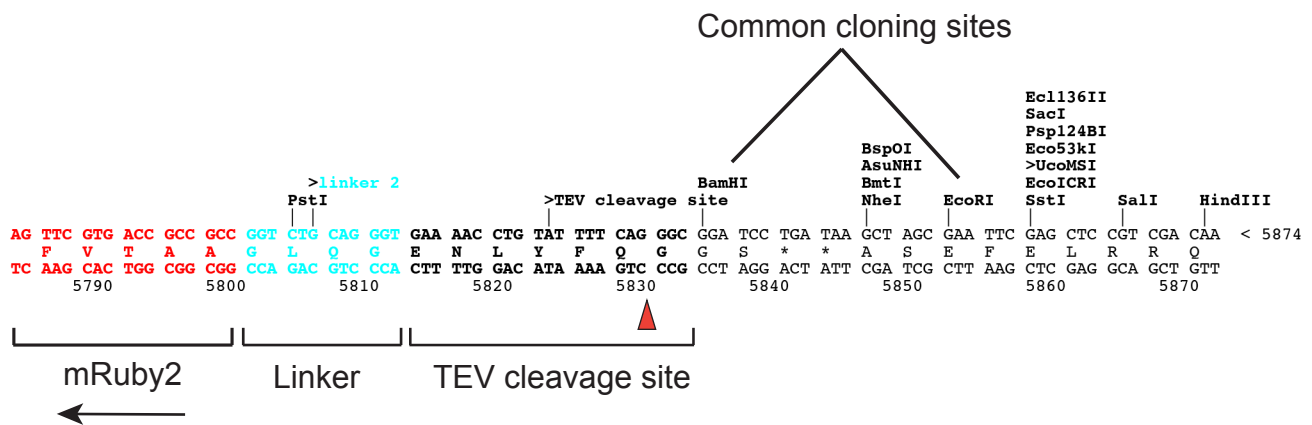 Common cloning sites
Ecl136II
SacI
Psp124BI
BspOI Eco53kI
AsuNHI >UcoMSI
>linker 2 BamHI BmtI EcoICRI
PstI >TEV cleavage site NheI EcoRI SstI SalI HindIII
AG TTC GTG ACC GCC GCC GGT CTG CAG GGT GAA AAC CTG TAT TTT CAG GGC GGA TCC TGA TAA GCT AGC GAA TTC GAG CTC CGT CGA CAA < 5874
F V T A A G L Q G E N L Y F Q G G S * * A S E F E L R R Q
TC AAG CAC TGG CGG CGG CCA GAC GTC CCA CTT TTG GAC ATA AAA GTC CCG CCT AGG ACT ATT CGA TCG CTT AAG CTC GAG GCA GCT GTT
5790 5800 5810 5820 5830 5840 5850 5860 5870
mRuby2 Linker TEV cleavage site